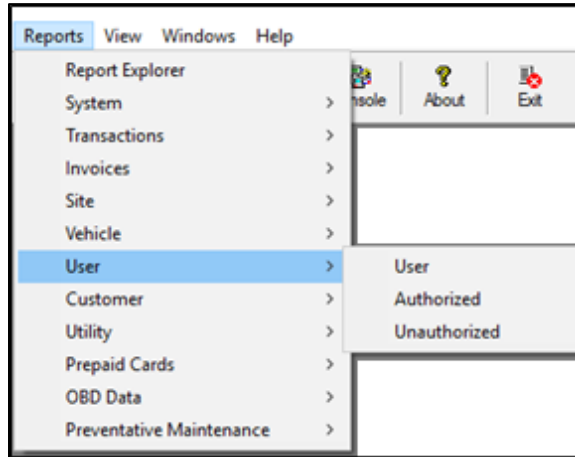 Reports View Windows Help
Report Explorer
nsole About Exit
System
Transactions
Invoices
Site
Vehicle
User
User
Customer
Authorized
Utility
Unauthorized
Prepaid Cards
OBD Data
Preventative Maintenance